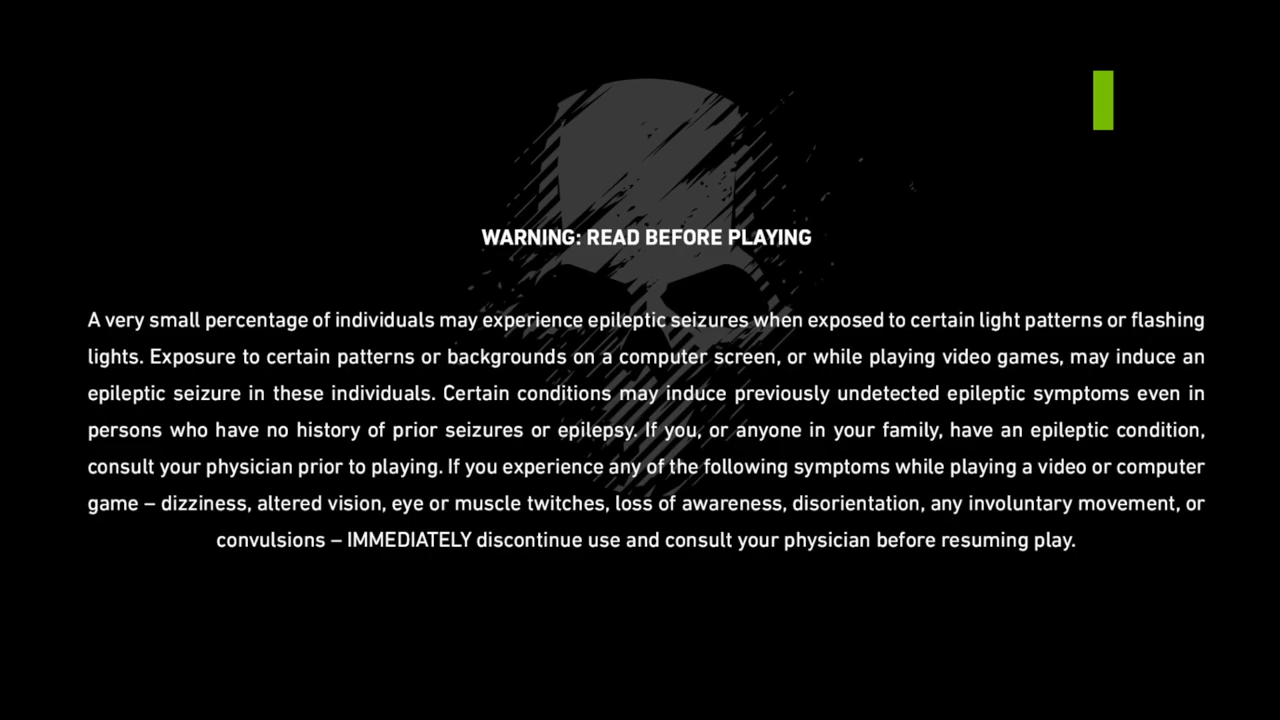 WARNING: READ BEFORE PLAYING
A very small percentage of individuals may experience epileptic seizures when exposed to certain light patterns or flashing
lights. Exposure to certain patterns or backgrounds on a computer screen, or while playing video games, may induce an
epileptic seizure in these individuals. Certain conditions may induce previously undetected epileptic symptoms even in
persons who have no history of prior seizures or epilepsy. If you, or anyone in your family, have an epileptic condition,
consult your physician prior to playing. If you experience any of the following symptoms while playing a video or computer
game – dizziness, altered vision, eye or muscle twitches, loss of awareness, disorientation, any involuntary movement, or
convulsions – IMMEDIATELY discontinue use and consult your physician before resuming play.